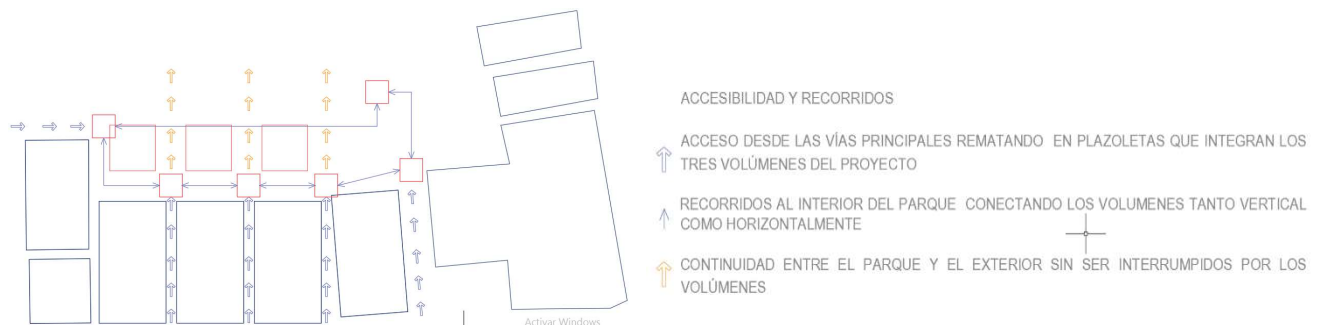 ACCESIBILIDAD Y RECORRIDOS
ACCESO DESDE LAS VÍAS PRINCIPALES REMATANDO EN PLAZOLETAS QUE INTEGRAN LOS
TRES VOLÚMENES DEL PROYECTO
RECORRIDOS AL INTERIOR DEL PARQUE CONECTANDO LOS VOLUMENES TANTO VERTICAL
COMO HORIZONTALMENTE
CONTINUIDAD ENTRE EL PARQUE Y EL EXTERIOR SIN SER INTERRUMPIDOS POR LOS
VOLÚMENES
Activar Windows